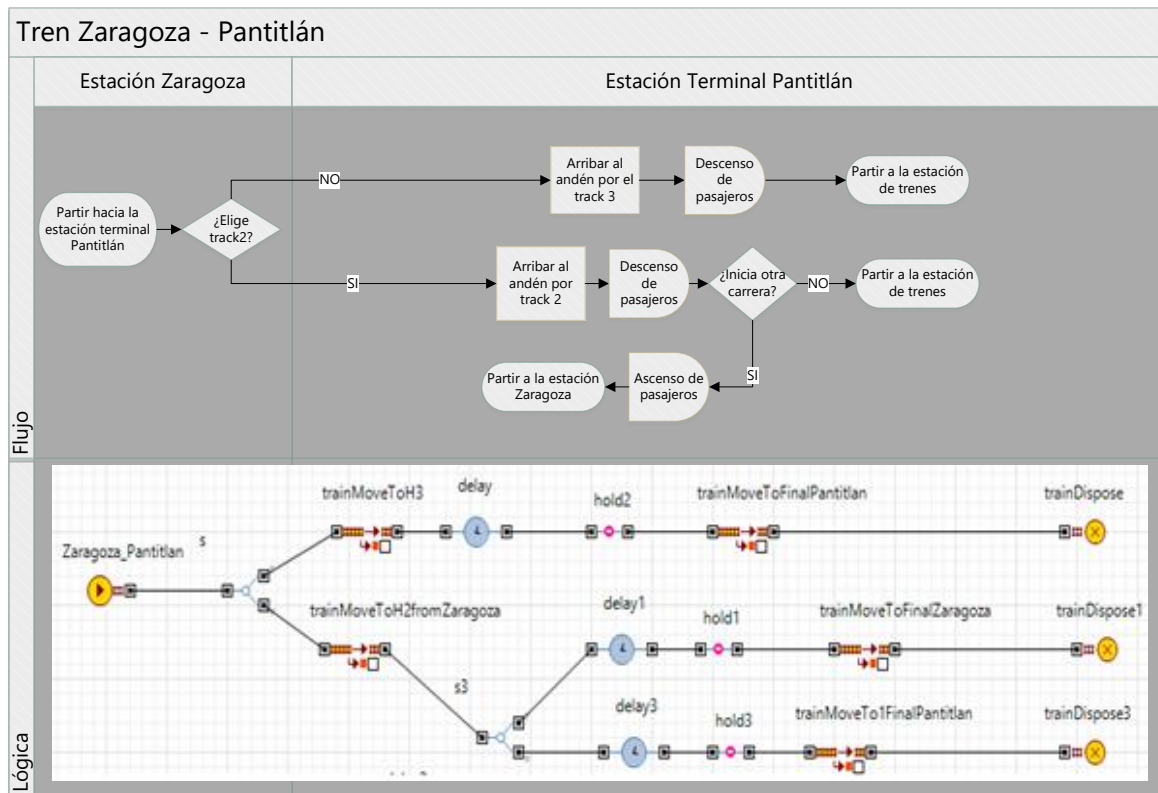 Tren Zaragoza - Pantitlán
Estación Zaragoza
Estación Terminal Pantitlán
Flujo
Partir hacia la
estación terminal
Pantitlán
¿Elige
track2?
NO
Arribar al
andén por el
track 3
Descenso
de
pasajeros
Partir a la estación
de trenes
SI
Arribar al
andén por
track 2
Descenso
de
pasajeros
¿Inicia otra
carrera?
NO
Partir a la estación
de trenes
SI
Ascenso de
pasajeros
Partir a la estación
Zaragoza
Lógica
Zaragoza_Pantitlan
s
trainMoveToH3
delay
hold2
trainMoveToFinalPantitlan
trainDispose
trainMoveToH2fromZaragoza
s3
delay1
hold1
trainMoveToFinalZaragoza
trainDispose1
delay3
hold3
trainMoveTo1FinalPantitlan
trainDispose3